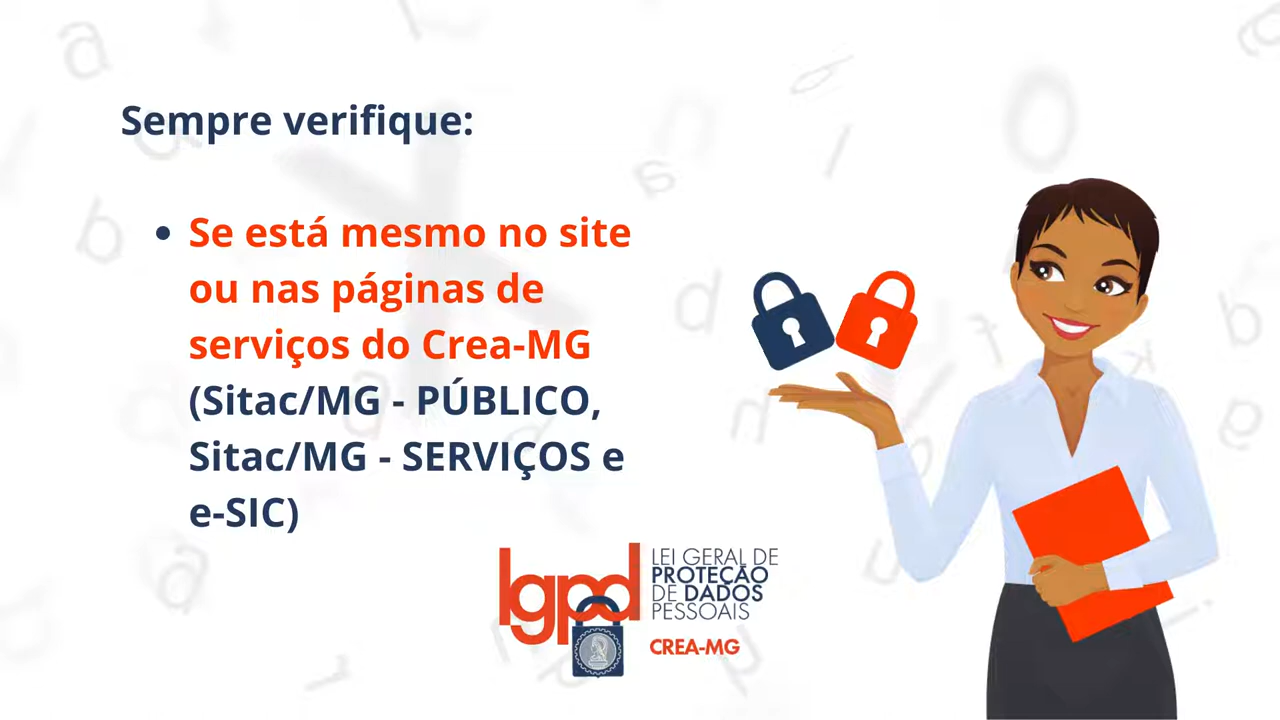 Sempre verifique:
• Se está mesmo no site
ou nas páginas de
serviços do Crea-MG
(Sitac/MG - PÚBLICO,
Sitac/MG - SERVIÇOS e
e-SIC)
lgpd
LEI GERAL DE
PROTEÇÃO
DE DADOS
PESSOAIS
CREA-MG